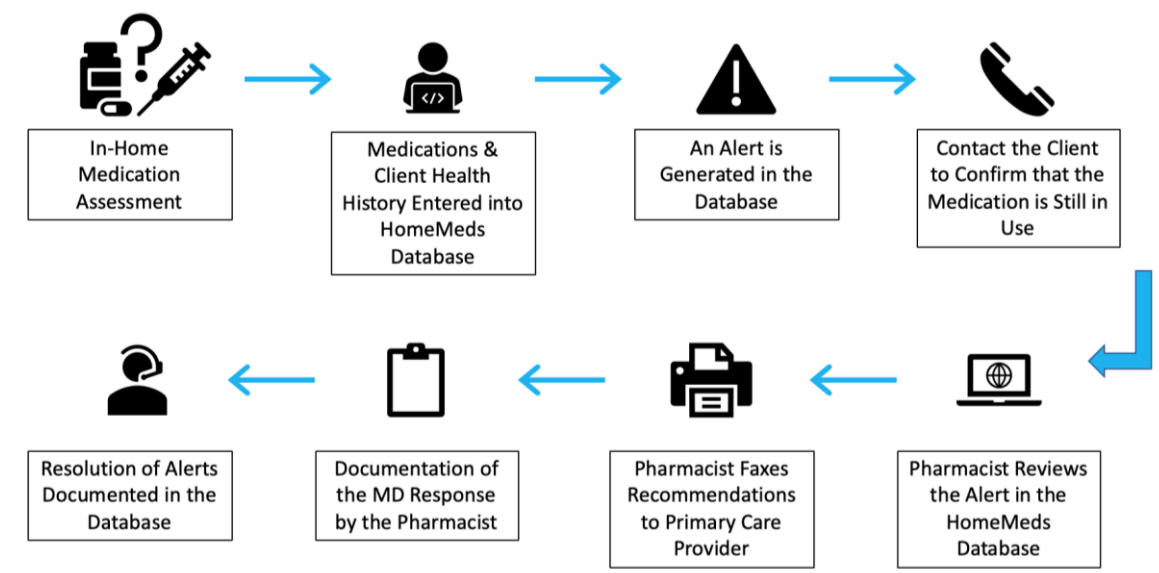 In-Home
Medication
Assessment
</>
Medications &
Client Health
History Entered into
HomeMeds
Database
An Alert is
Generated in the
Database
Contact the Client
to Confirm that the
Medication is Still in
Use
Pharmacist Reviews
the Alert in the
HomeMeds
Database
Pharmacist Faxes
Recommendations
to Primary Care
Provider
Documentation of
the MD Response
by the Pharmacist
Resolution of Alerts
Documented in the
Database